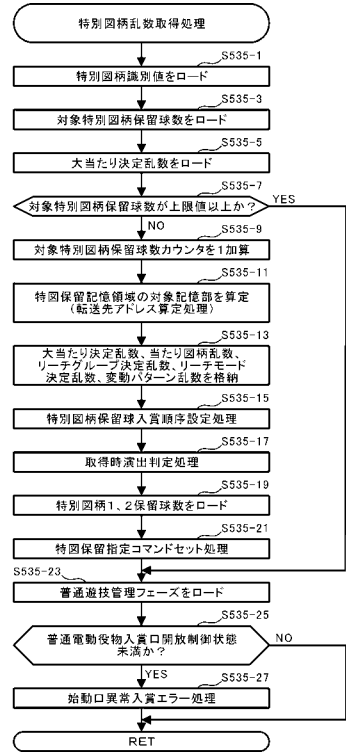 特別図柄乱数取得処理
S535-1
特別図柄識別値をロード
S535-3
対象特別図柄保留球数をロード
S535-5
大当たり決定乱数をロード
S535-7
対象特別図柄保留球数が上限値以上か?
YES
NO
S535-9
対象特別図柄保留球数カウンタを1加算
S535-11
特図保留記憶領域の対象記憶部を算定
(転送先アドレス算定処理)
S535-13
大当たり決定乱数、当たり図柄乱数、
リーチグループ決定乱数、リーチモード
決定乱数、変動パターン乱数を格納
S535-15
特別図柄保留球入賞順序設定処理
S535-17
取得時演出判定処理
S535-19
特別図柄1、2保留球数をロード
S535-21
特図保留指定コマンドセット処理
S535-23
普通遊技管理フェーズをロード
S535-25
普通電動役物入賞口開放制御状態
未満か?
NO
YES
S535-27
始動口異常入賞エラー処理
RET